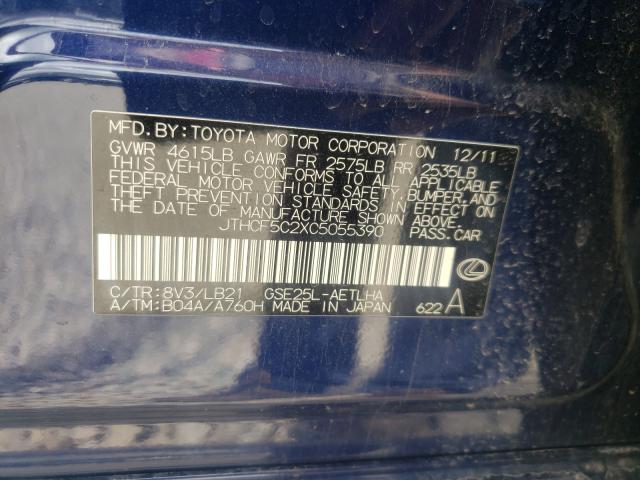 MFD.BY:TOYOTA MOTOR CORPORATION 12/11
GVWR 4615LB GAWR FR 2575LB RR 2535LB
THIS VEHICLE CONFORMS TO ALL APPLICABLE
FEDERAL MOTOR VEHICLE SAFETY, BUMPER,AND
THEFT PREVENTION STANDARDS IN EFFECT ON
THE DATE OF MANUFACTURE SHOWN ABOVE.
JTHCF5C2XC5055390 PASS.CAR
C/TR:8V3/LB21 GSE25L-AETLHA
A/TM:B04A/A760H MADE IN JAPAN 622 A